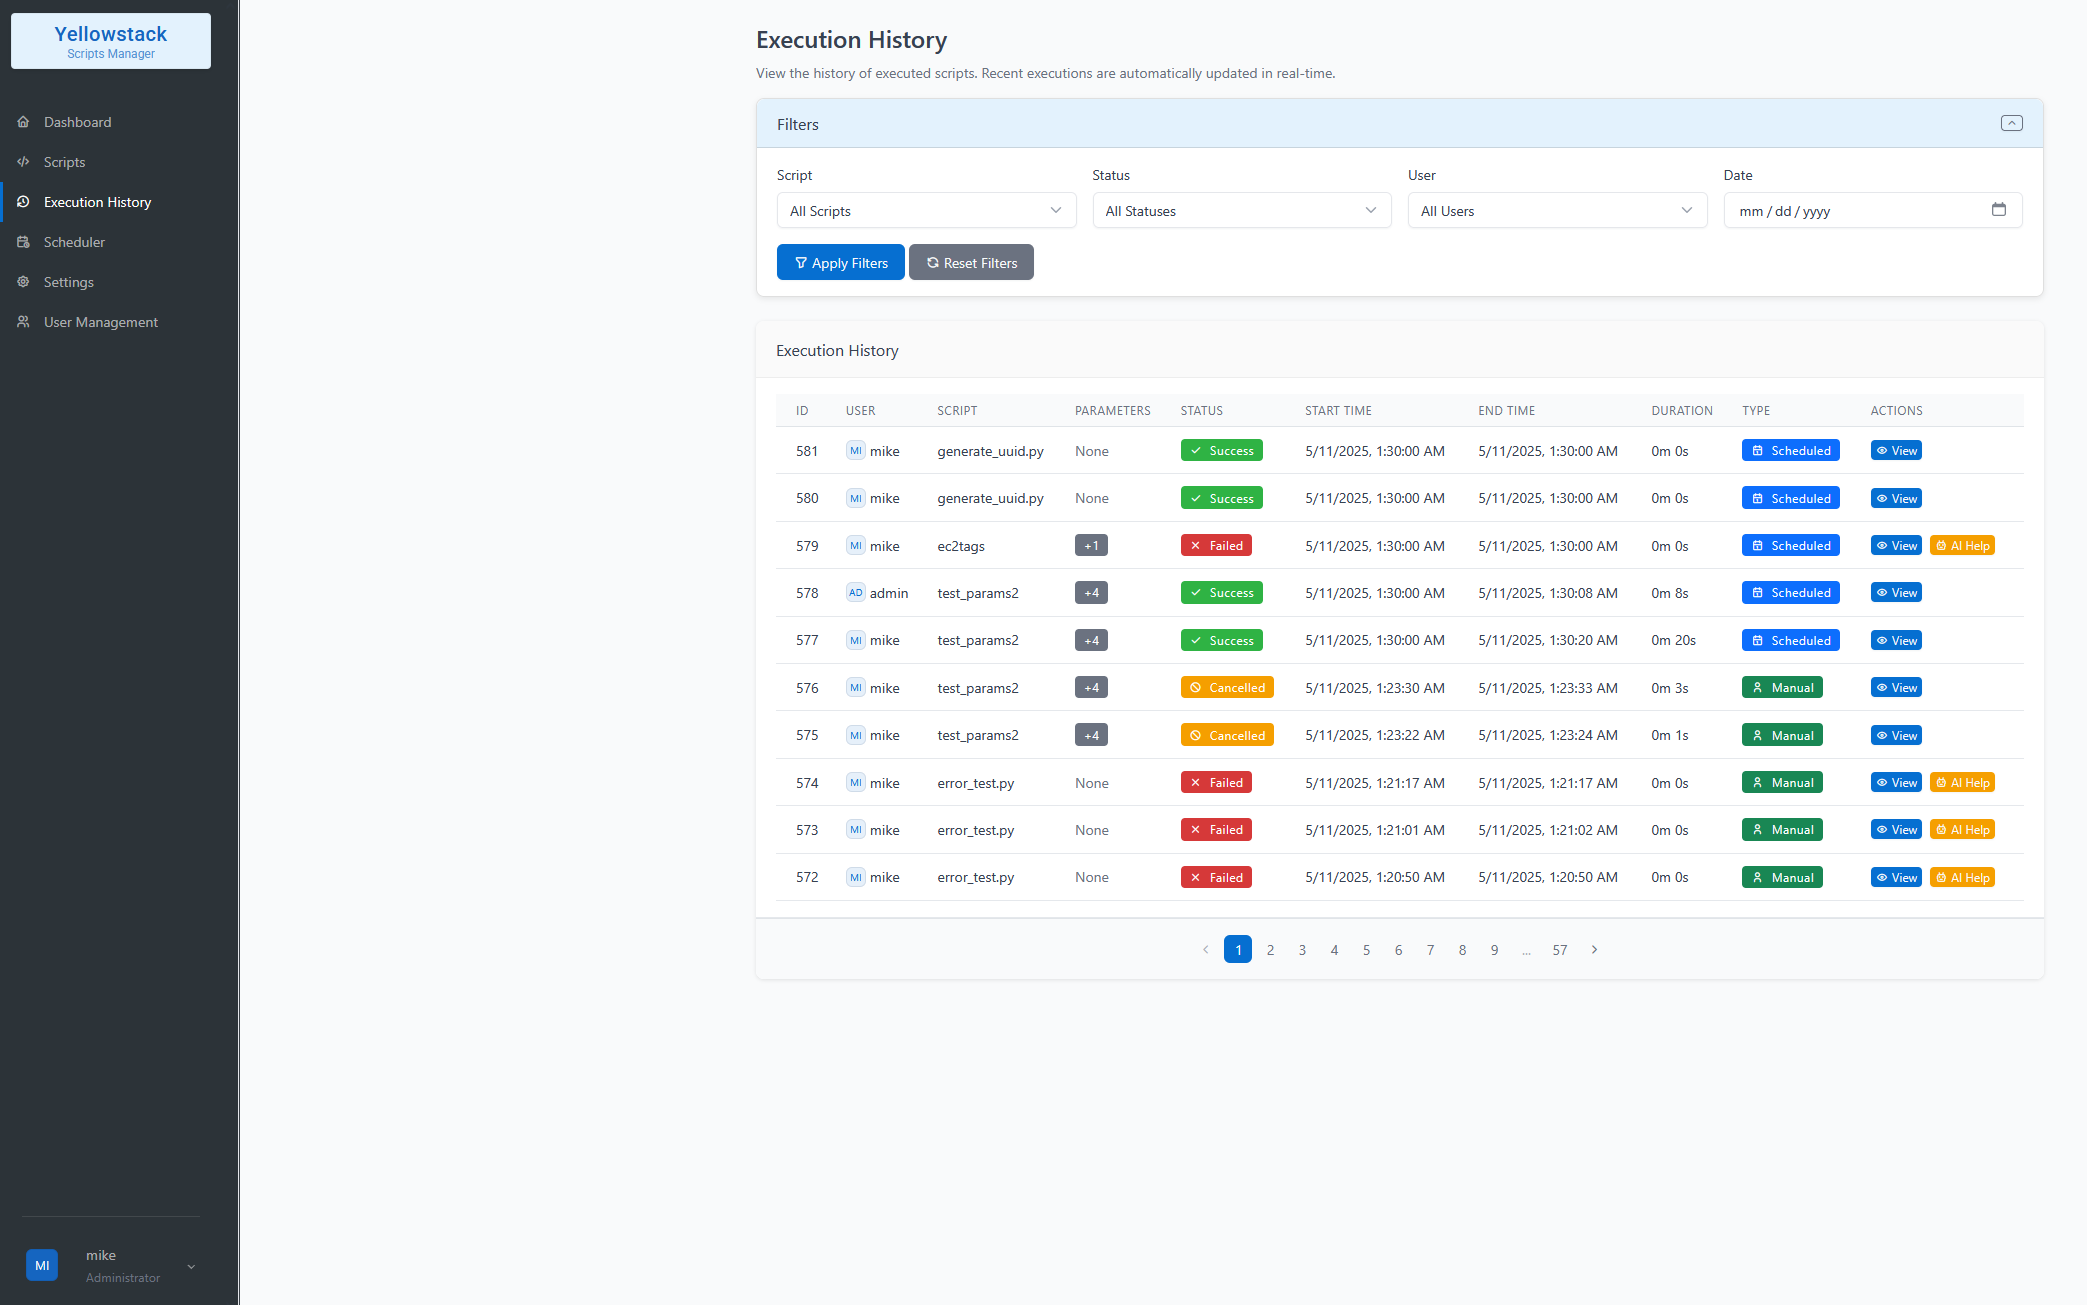 Yellowstack
Scripts Manager
Dashboard
Scripts
Execution History
Scheduler
Settings
User Management
mike
MI
Administrator
Execution History
View the history of executed scripts. Recent executions are automatically updated in real-time.
Filters
Script Status User Date
All Scripts All Statuses All Users mm / dd / yyyy
Apply Filters Reset Filters
Execution History
ID USER SCRIPT PARAMETERS STATUS START TIME END TIME DURATION TYPE ACTIONS
581 MI mike generate_uuid.py None Success 5/11/2025, 1:30:00 AM 5/11/2025, 1:30:00 AM 0m 0s Scheduled View
580 MI mike generate_uuid.py None Success 5/11/2025, 1:30:00 AM 5/11/2025, 1:30:00 AM 0m 0s Scheduled View
579 MI mike ec2tags +1 Failed 5/11/2025, 1:30:00 AM 5/11/2025, 1:30:00 AM 0m 0s Scheduled View AI Help
578 AD admin test_params2 +4 Success 5/11/2025, 1:30:00 AM 5/11/2025, 1:30:08 AM 0m 8s Scheduled View
577 MI mike test_params2 +4 Success 5/11/2025, 1:30:00 AM 5/11/2025, 1:30:20 AM 0m 20s Scheduled View
576 MI mike test_params2 +4 Cancelled 5/11/2025, 1:23:30 AM 5/11/2025, 1:23:33 AM 0m 3s Manual View
575 MI mike test_params2 +4 Cancelled 5/11/2025, 1:23:22 AM 5/11/2025, 1:23:24 AM 0m 1s Manual View
574 MI mike error_test.py None Failed 5/11/2025, 1:21:17 AM 5/11/2025, 1:21:17 AM 0m 0s Manual View AI Help
573 MI mike error_test.py None Failed 5/11/2025, 1:21:01 AM 5/11/2025, 1:21:02 AM 0m 0s Manual View AI Help
572 MI mike error_test.py None Failed 5/11/2025, 1:20:50 AM 5/11/2025, 1:20:50 AM 0m 0s Manual View AI Help
1 2 3 4 5 6 7 8 9 ... 57